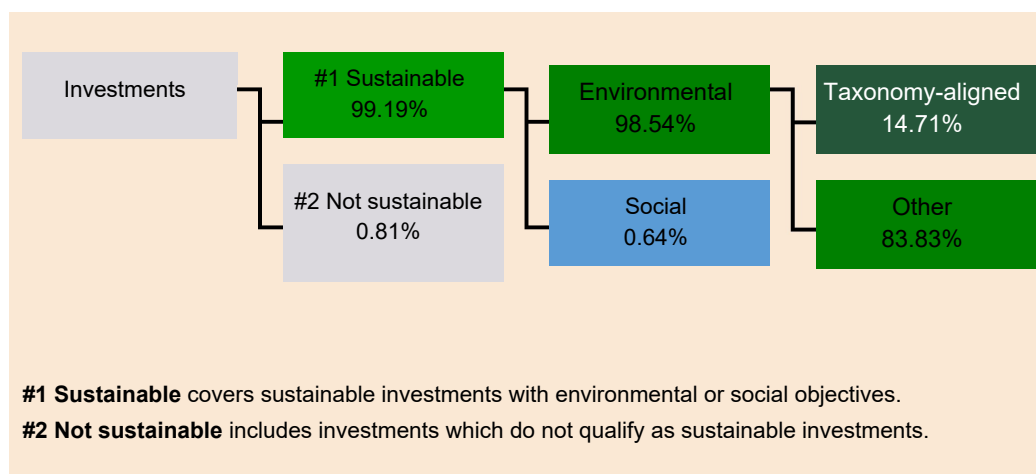 Investments
#1 Sustainable
99.19%
#2 Not sustainable
0.81%
Environmental
98.54%
Social
0.64%
Taxonomy-aligned
14.71%
Other
83.83%
#1 Sustainable covers sustainable investments with environmental or social objectives.
#2 Not sustainable includes investments which do not qualify as sustainable investments.